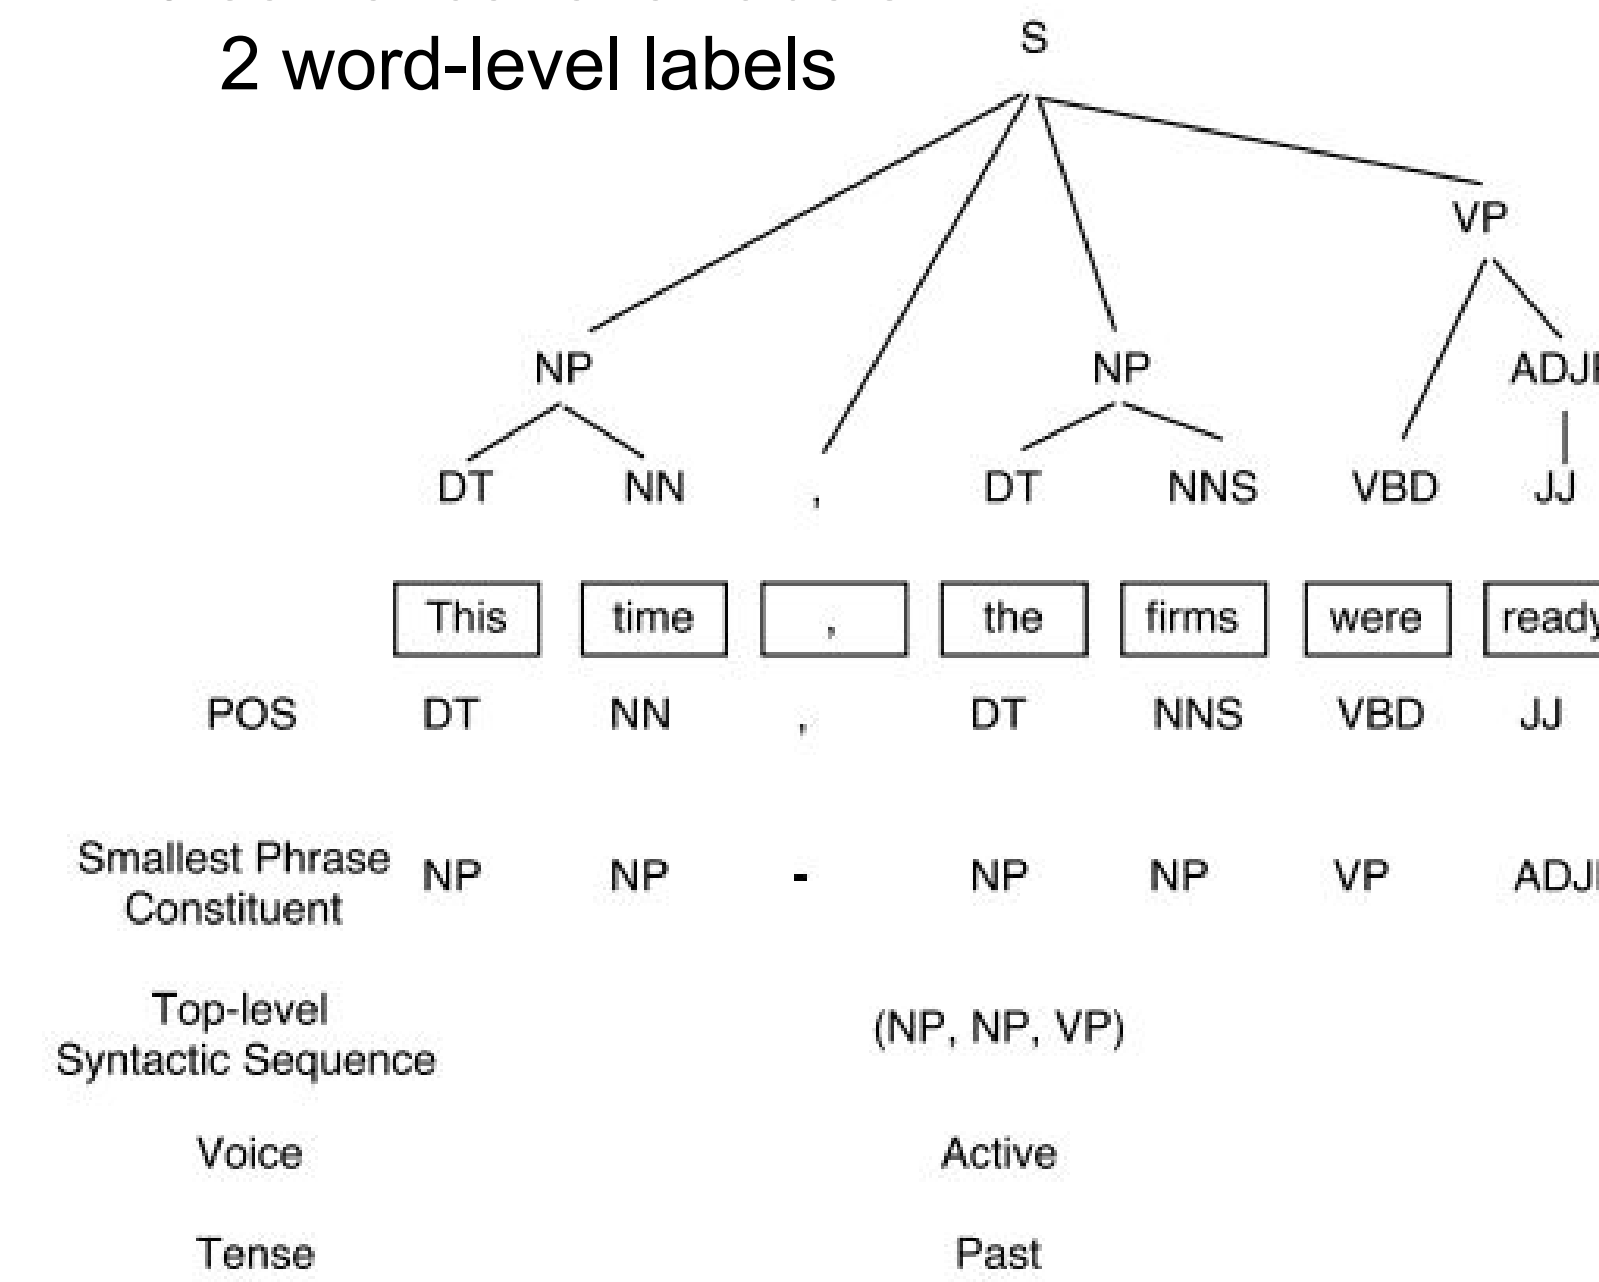 2 word-level labels
S
VP
NP NP
DT NN , DT NNS VBD JJ
This time , the firms were ready
POS DT NN , DT NNS VBD JJ
Smallest Phrase
Constituent
NP NP - NP NP VP
Top-level
Syntactic Sequence
(NP, NP, VP)
Voice Active
Tense Past